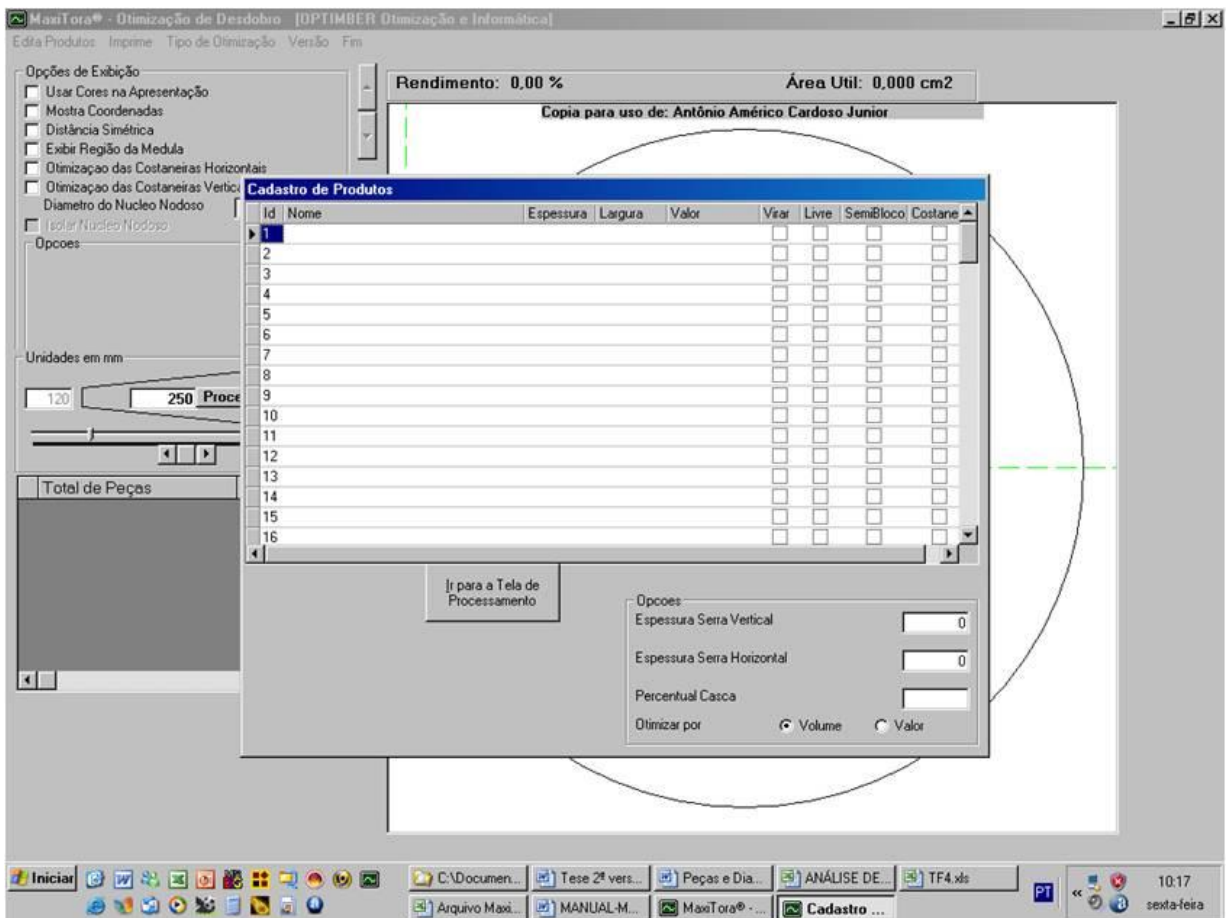 MaxiTora® - Otimização de Desdobro [OPTIMBER Otimização e Informática]
Edita Produtos Imprime Tipo de Otimização Versão Fim
Opções de Exibição
Usar Cores na Apresentação
Mostra Coordenadas
Distância Simétrica
Exibir Região da Medula
Otimizaçao das Costaneiras Horizontais
Otimizaçao das Costaneiras Vertica
Diametro do Nucleo Nodoso
Isolar Nucleo Nodoso
Opcoes
Unidades em mm
120
250 Proce
Total de Peças
Rendimento: 0,00 % Área Util: 0,000 cm2
Copia para uso de: Antônio Américo Cardoso Junior
Cadastro de Produtos
Id Nome Espessura Largura Valor Virar Livre SemiBloco Costane
1
2
3
4
5
6
7
8
9
10
11
12
13
14
15
16
Ir para a Tela de
Processamento
Opcoes
Espessura Serra Vertical 0
Espessura Serra Horizontal 0
Percentual Casca
Otimizar por Volume Valor
Iniciar C:\Documen... Tese 2ª vers... Peças e Dia... ANÁLISE DE... TF4.xls PT 10:17
Arquivo Maxi... MANUAL-M... MaxiTora® - ... Cadastro ... sexta-feira